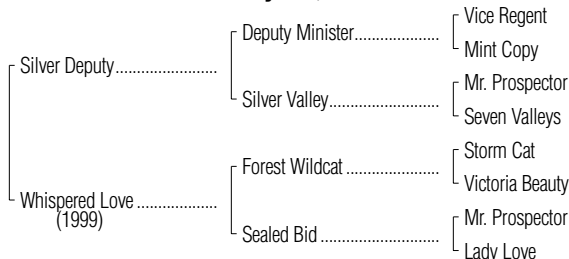 Vice Regent
Deputy Minister....................
Mint Copy
Silver Deputy........................
Mr. Prospector
Silver Valley..........................
Seven Valleys
Storm Cat
Forest Wildcat ......................
Victoria Beauty
Whispered Love ...................
(1999)
Mr. Prospector
Sealed Bid ............................
Lady Love